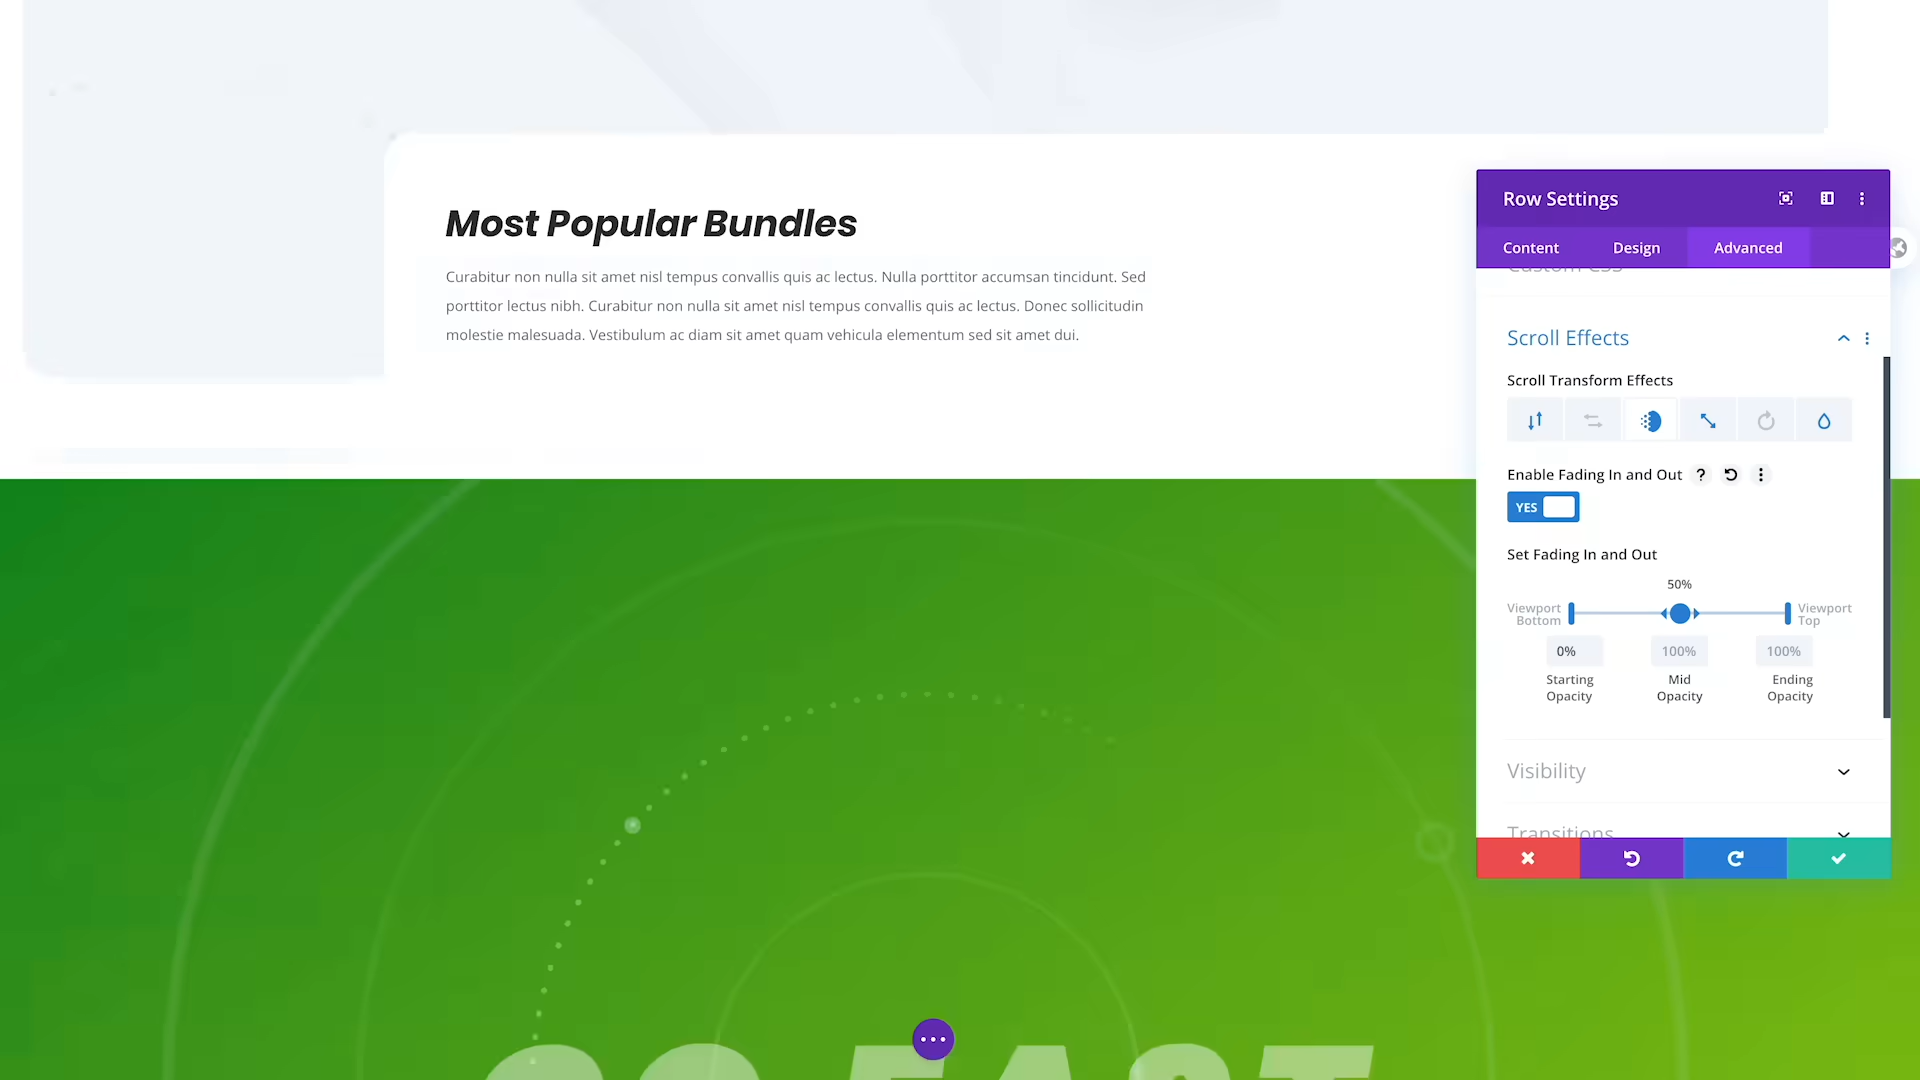 Most Popular Bundles
Curabitur non nulla sit amet nisl tempus convallis quis ac lectus. Nulla porttitor accumsan tincidunt. Sed
porttitor lectus nibh. Curabitur non nulla sit amet nisl tempus convallis quis ac lectus. Donec sollicitudin
molestie malesuada. Vestibulum ac diam sit amet quam vehicula elementum sed sit amet dui.
Row Settings
Content Design Advanced
Custom CSS
Scroll Effects
Scroll Transform Effects
Enable Fading In and Out ?
YES
Set Fading In and Out
50%
Viewport
Bottom
Viewport
Top
0% 100% 100%
Starting
Opacity
Mid
Opacity
Ending
Opacity
Visibility
Transitions